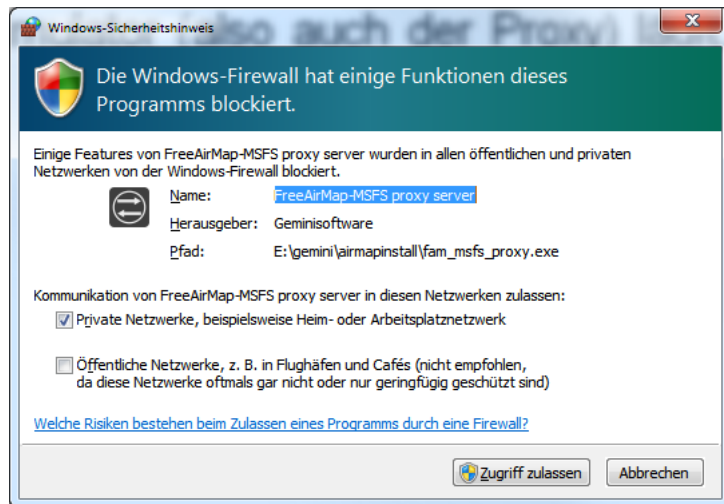 Windows-Sicherheitshinweis
(also auch der Proxy)
Die Windows-Firewall hat einige Funktionen dieses
Programms blockiert.
Einige Features von FreeAirMap-MSFS proxy server wurden in allen öffentlichen und privaten
Netzwerken von der Windows-Firewall blockiert.
Name: FreeAirMap-MSFS proxy server
Herausgeber: Geminisoftware
Pfad: E:\gemini\airmapinstall\fam_msfs_proxy.exe
Kommunikation von FreeAirMap-MSFS proxy server in diesen Netzwerken zulassen:
Private Netzwerke, beispielsweise Heim- oder Arbeitsplatznetzwerk
Öffentliche Netzwerke, z. B. in Flughäfen und Cafés (nicht empfohlen,
da diese Netzwerke oftmals gar nicht oder nur geringfügig geschützt sind)
Welche Risiken bestehen beim Zulassen eines Programms durch eine Firewall?
Zugriff zulassen Abbrechen